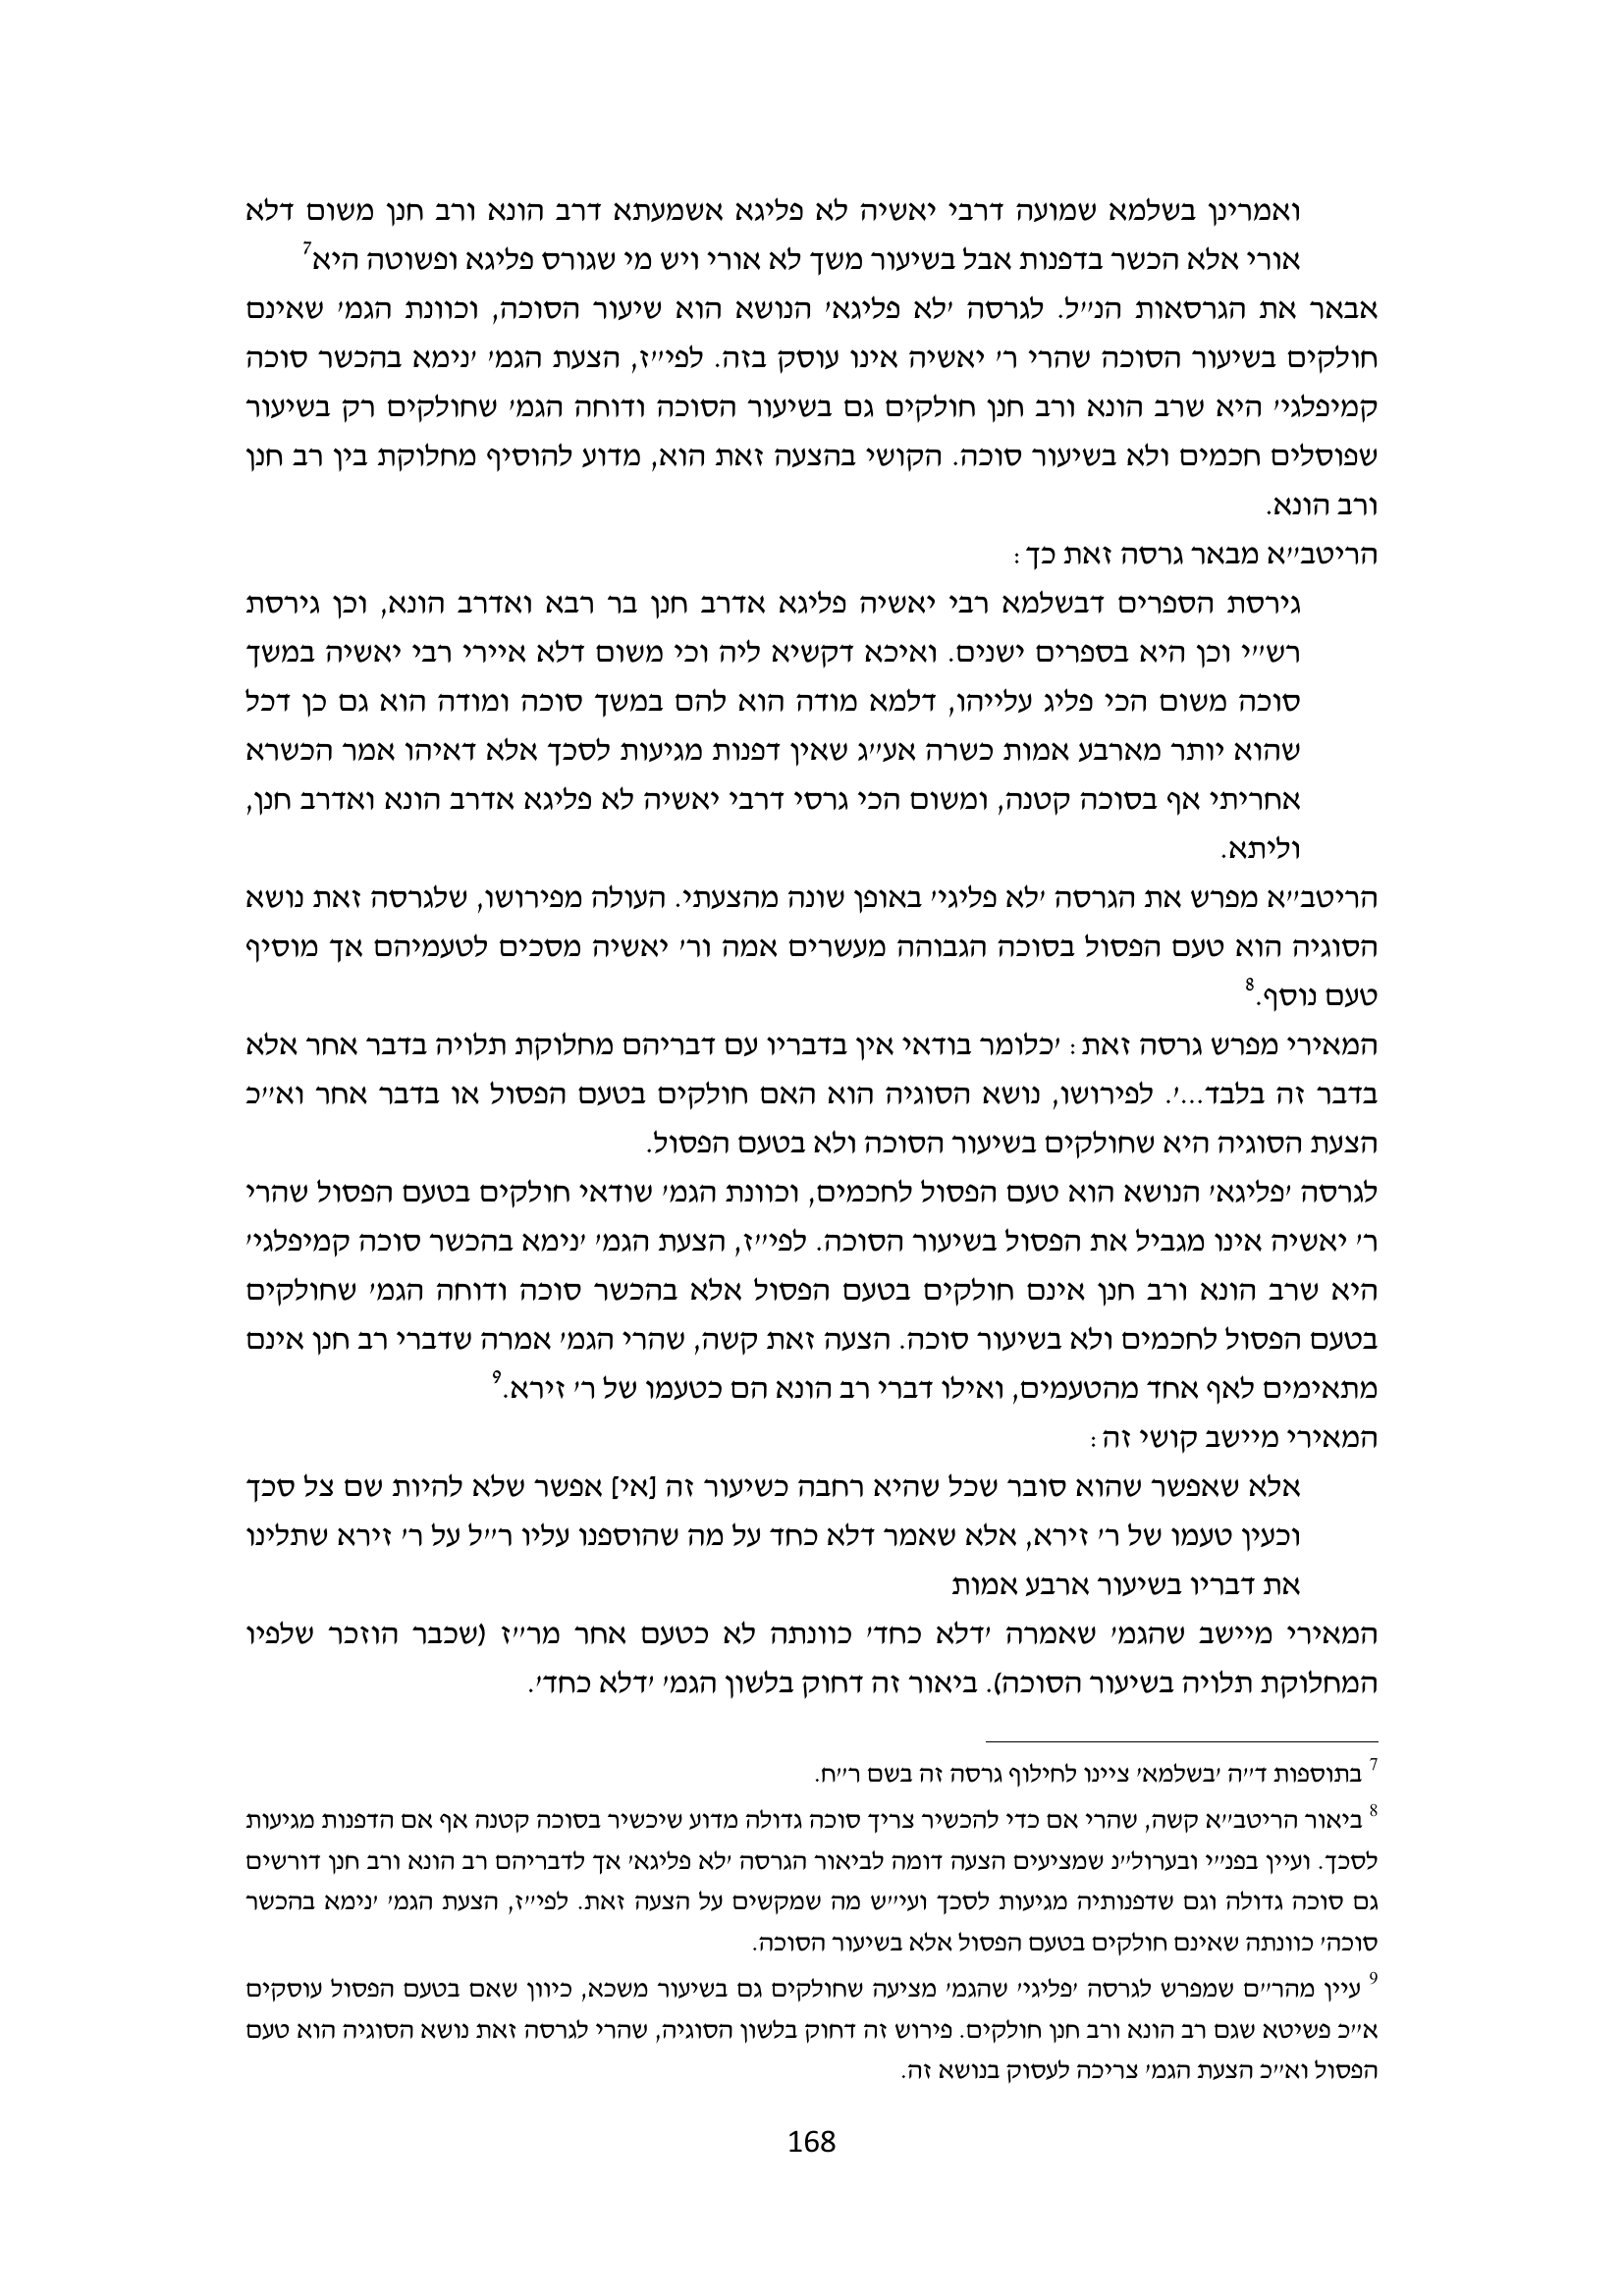 ואמרינן בשלמא שמועה דרבי יאשיה לא פליגא אשמעתא דרב הונא ורב חנן משום דלא
אורי אלא הכשר בדפנות אבל בשיעור משך לא אורי ויש מי שגורס פליגא ופשוטה היא7
אבאר את הגרסאות הנ״ל. לגרסה ׳לא פליגא׳ הנושא הוא שיעור הסוכה, וכוונת הגמ׳ שאינם
חולקים בשיעור הסוכה שהרי ר׳ יאשיה אינו עוסק בזה. לפי״ז, הצעת הגמ׳ ׳נימא בהכשר סוכה
קמיפלגי׳ היא שרב הונא ורב חנן חולקים גם בשיעור הסוכה ודוחה הגמ׳ שחולקים רק בשיעור
שפוסלים חכמים ולא בשיעור סוכה. הקושי בהצעה זאת הוא, מדוע להוסיף מחלוקת בין רב חנן
ורב הונא.
הריטב״א מבאר גרסה זאת כך:
גירסת הספרים דבשלמא רבי יאשיה פליגא אדרב חנן בר רבא ואדרב הונא, וכן גירסת
רש״י וכן היא בספרים ישנים. ואיכא דקשיא ליה וכי משום דלא איירי רבי יאשיה במשך
סוכה משום הכי פליג עלייהו, דלמא מודה הוא להם במשך סוכה ומודה הוא גם כן דכל
שהוא יותר מארבע אמות כשרה אע״ג שאין דפנות מגיעות לסכך אלא דאיהו אמר הכשרא
אחריתי אף בסוכה קטנה, ומשום הכי גרסי דרבי יאשיה לא פליגא אדרב הונא ואדרב חנן,
וליתא.
הריטב״א מפרש את הגרסה ׳לא פליגי׳ באופן שונה מהצעתי. העולה מפירושו, שלגרסה זאת נושא
הסוגיה הוא טעם הפסול בסוכה הגבוהה מעשרים אמה ור׳ יאשיה מסכים לטעמיהם אך מוסיף
טעם נוסף.8
המאירי מפרש גרסה זאת: ׳כלומר בודאי אין בדבריו עם דבריהם מחלוקת תלויה בדבר אחר אלא
בדבר זה בלבד...׳. לפירושו, נושא הסוגיה הוא האם חולקים בטעם הפסול או בדבר אחר וא״כ
הצעת הסוגיה היא שחולקים בשיעור הסוכה ולא בטעם הפסול.
לגרסה ׳פליגא׳ הנושא הוא טעם הפסול לחכמים, וכוונת הגמ׳ שודאי חולקים בטעם הפסול שהרי
ר׳ יאשיה אינו מגביל את הפסול בשיעור הסוכה. לפי״ז, הצעת הגמ׳ ׳נימא בהכשר סוכה קמיפלגי׳
היא שרב הונא ורב חנן אינם חולקים בטעם הפסול אלא בהכשר סוכה ודוחה הגמ׳ שחולקים
בטעם הפסול לחכמים ולא בשיעור סוכה. הצעה זאת קשה, שהרי הגמ׳ אמרה שדברי רב חנן אינם
מתאימים לאף אחד מהטעמים, ואילו דברי רב הונא הם כטעמו של ר׳ זירא.9
המאירי מיישב קושי זה:
אלא שאפשר שהוא סובר שכל שהיא רחבה כשיעור זה [אי] אפשר שלא להיות שם צל סכך
וכעין טעמו של ר׳ זירא, אלא שאמר דלא כחד על מה שהוספנו עליו ר״ל על ר׳ זירא שתלינו
את דבריו בשיעור ארבע אמות
המאירי מיישב שהגמ׳ שאמרה ׳דלא כחד׳ כוונתה לא כטעם אחר מר״ז (שכבר הוזכר שלפיו
המחלוקת תלויה בשיעור הסוכה). ביאור זה דחוק בלשון הגמ׳ ׳דלא כחד׳.
7 בתוספות ד״ה ׳בשלמא׳ ציינו לחילוף גרסה זה בשם ר״ח.
8 ביאור הריטב״א קשה, שהרי אם כדי להכשיר צריך סוכה גדולה מדוע שיכשיר בסוכה קטנה אף אם הדפנות מגיעות
לסכך. ועיין בפנ״י ובערול״נ שמציעים הצעה דומה לביאור הגרסה ׳לא פליגא׳ אך לדבריהם רב הונא ורב חנן דורשים
גם סוכה גדולה וגם שדפנותיה מגיעות לסכך ועי״ש מה שמקשים על הצעה זאת. לפי״ז, הצעת הגמ׳ ׳נימא בהכשר
סוכה׳ כוונתה שאינם חולקים בטעם הפסול אלא בשיעור הסוכה.
9 עיין מהר״ם שמפרש לגרסה ׳פליגי׳ שהגמ׳ מציעה שחולקים גם בשיעור משכא, כיוון שאם בטעם הפסול עוסקים
א״כ פשיטא שגם רב הונא ורב חנן חולקים. פירוש זה דחוק בלשון הסוגיה, שהרי לגרסה זאת נושא הסוגיה הוא טעם
הפסול וא״כ הצעת הגמ׳ צריכה לעסוק בנושא זה.
168